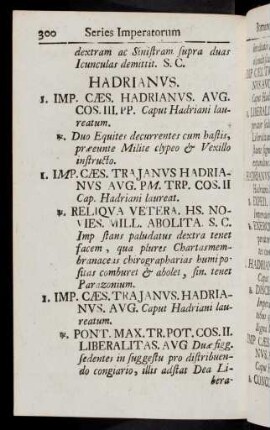 300 Series Imperatorum
dextram ac Sinistram supra duas
Icunculas demittit. S. C.
HADRIANVS.
1. IMP. CÆS. HADRIANVS. AVG.
COS. III, PP. Caput Hadriani lau-
reatum.
℞. Duo Equites decurrentes cum hastis,
præeunte Milite clypeo & Vexillo
instructo.
1. IMP. CÆS. TRAJANVS HADRIA-
NVS AVG. PM. TRP. COS. II
Cap. Hadriani laureat.
℞. RELIQVA VETERA. HS. NO-
VIES. MILL. ABOLITA. S. C.
Imp stans paludatus dextra tenet
facem, qua plures Chartas mem-
branaceas chirographarias humi po-
sitas comburet & abolet, sin. tenet
Parazonium.
1. IMP. CÆS. TRAJANVS. HADRIA-
NVS. AVG. Caput Hadriani lau-
reatum.
℞. PONT. MAX. TR. POT. COS. II.
LIBERALITAS. AVG Duæ figg.
sedentes in suggestu pro distribuen-
do congiario, illis adstat Dea Li-
bera-